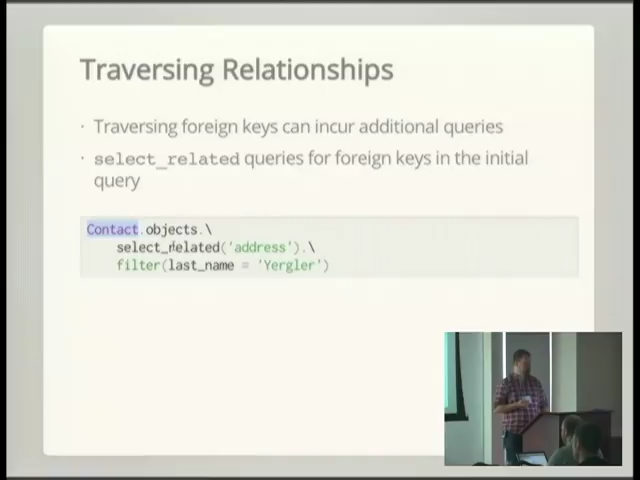 Traversing Relationships
· Traversing foreign keys can incur additional queries
· select_related queries for foreign keys in the initial
query
Contact.objects.\
select_related('address').\
filter(last_name = 'Yergler')